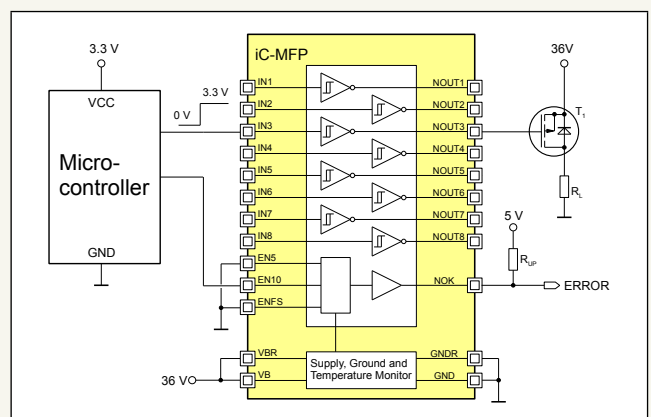 iC-MFP
3.3 V
36V
VCC
Micro-
controller
GND
0 V
3.3 V
IN1
IN2
IN3
IN4
IN5
IN6
IN7
IN8
EN5
EN10
ENFS
VBR
VB
36 V
NOUT1
NOUT2
NOUT3
NOUT4
NOUT5
NOUT6
NOUT7
NOUT8
NOK
GNDR
GND
Supply, Ground and
Temperature Monitor
T1
RL
5 V
RUP
ERROR